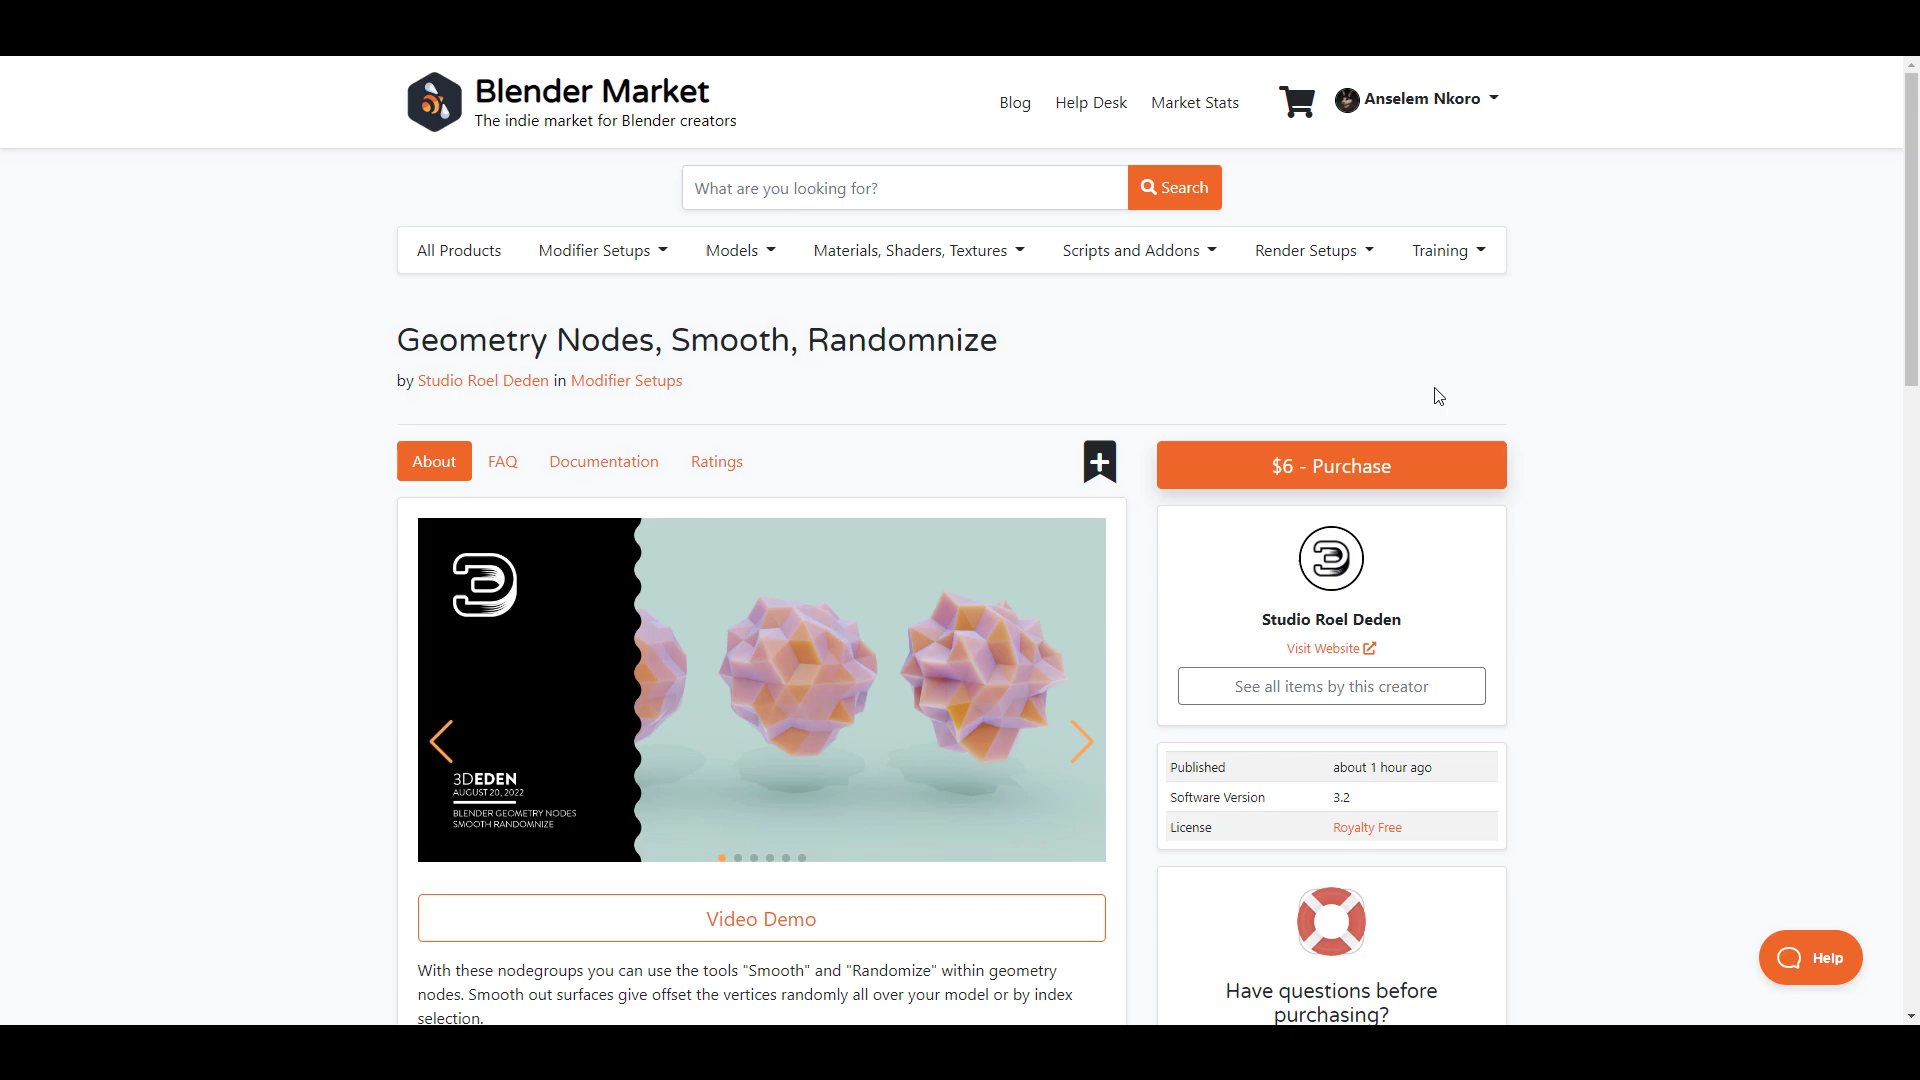 Blender Market
The indie market for Blender creators
Blog
Help Desk
Market Stats
Anselem Nkoro
What are you looking for?
Search
All Products
Modifier Setups
Models
Materials, Shaders, Textures
Scripts and Addons
Render Setups
Training
Geometry Nodes, Smooth, Randomnize
by Studio Roel Deden in Modifier Setups
About
FAQ
Documentation
Ratings
3DEDEN
AUGUST 20, 2022
BLENDER GEOMETRY NODES
SMOOTH RANDOMNIZE
Video Demo
With these nodegroups you can use the tools "Smooth" and "Randomize" within geometry
nodes. Smooth out surfaces give offset the vertices randomly all over your model or by index
selection.
$6 - Purchase
Studio Roel Deden
Visit Website
See all items by this creator
Published about 1 hour ago
Software Version 3.2
License Royalty Free
Have questions before
purchasing?
Help